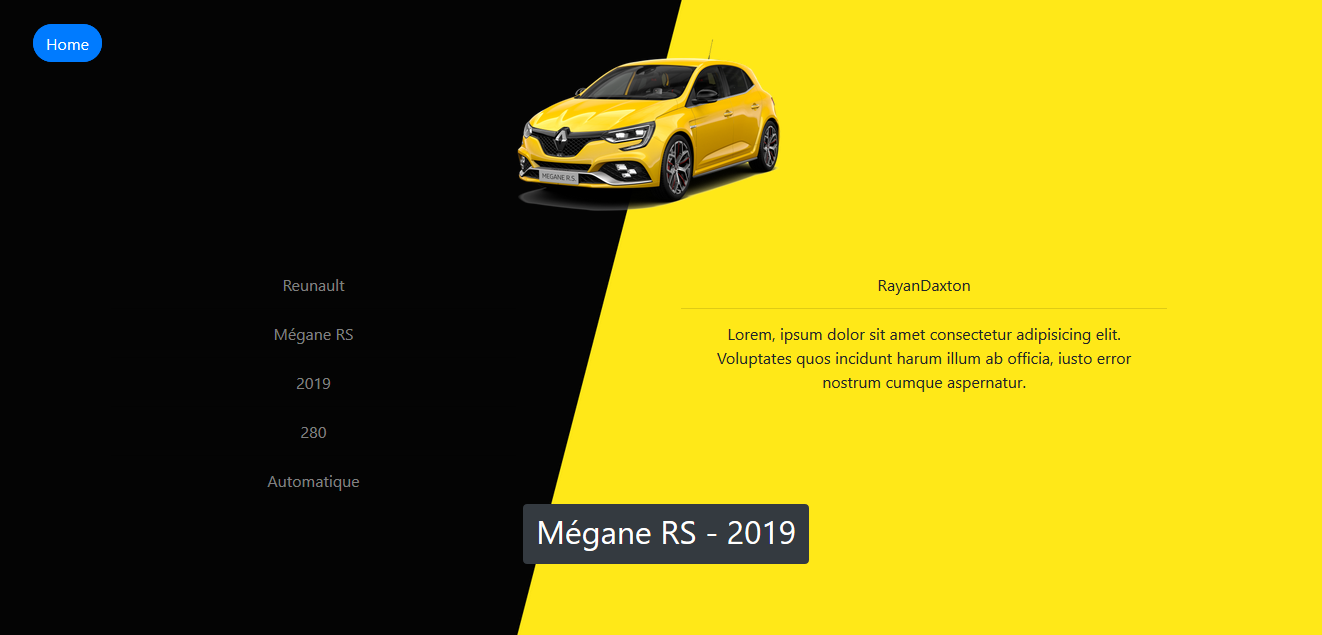 Home
MEGANE R.S.
Reunault
Mégane RS
2019
280
Automatique
RayanDaxton
Lorem, ipsum dolor sit amet consectetur adipisicing elit.
Voluptates quos incidunt harum illum ab officia, iusto error
nostrum cumque aspernatur.
Mégane RS - 2019